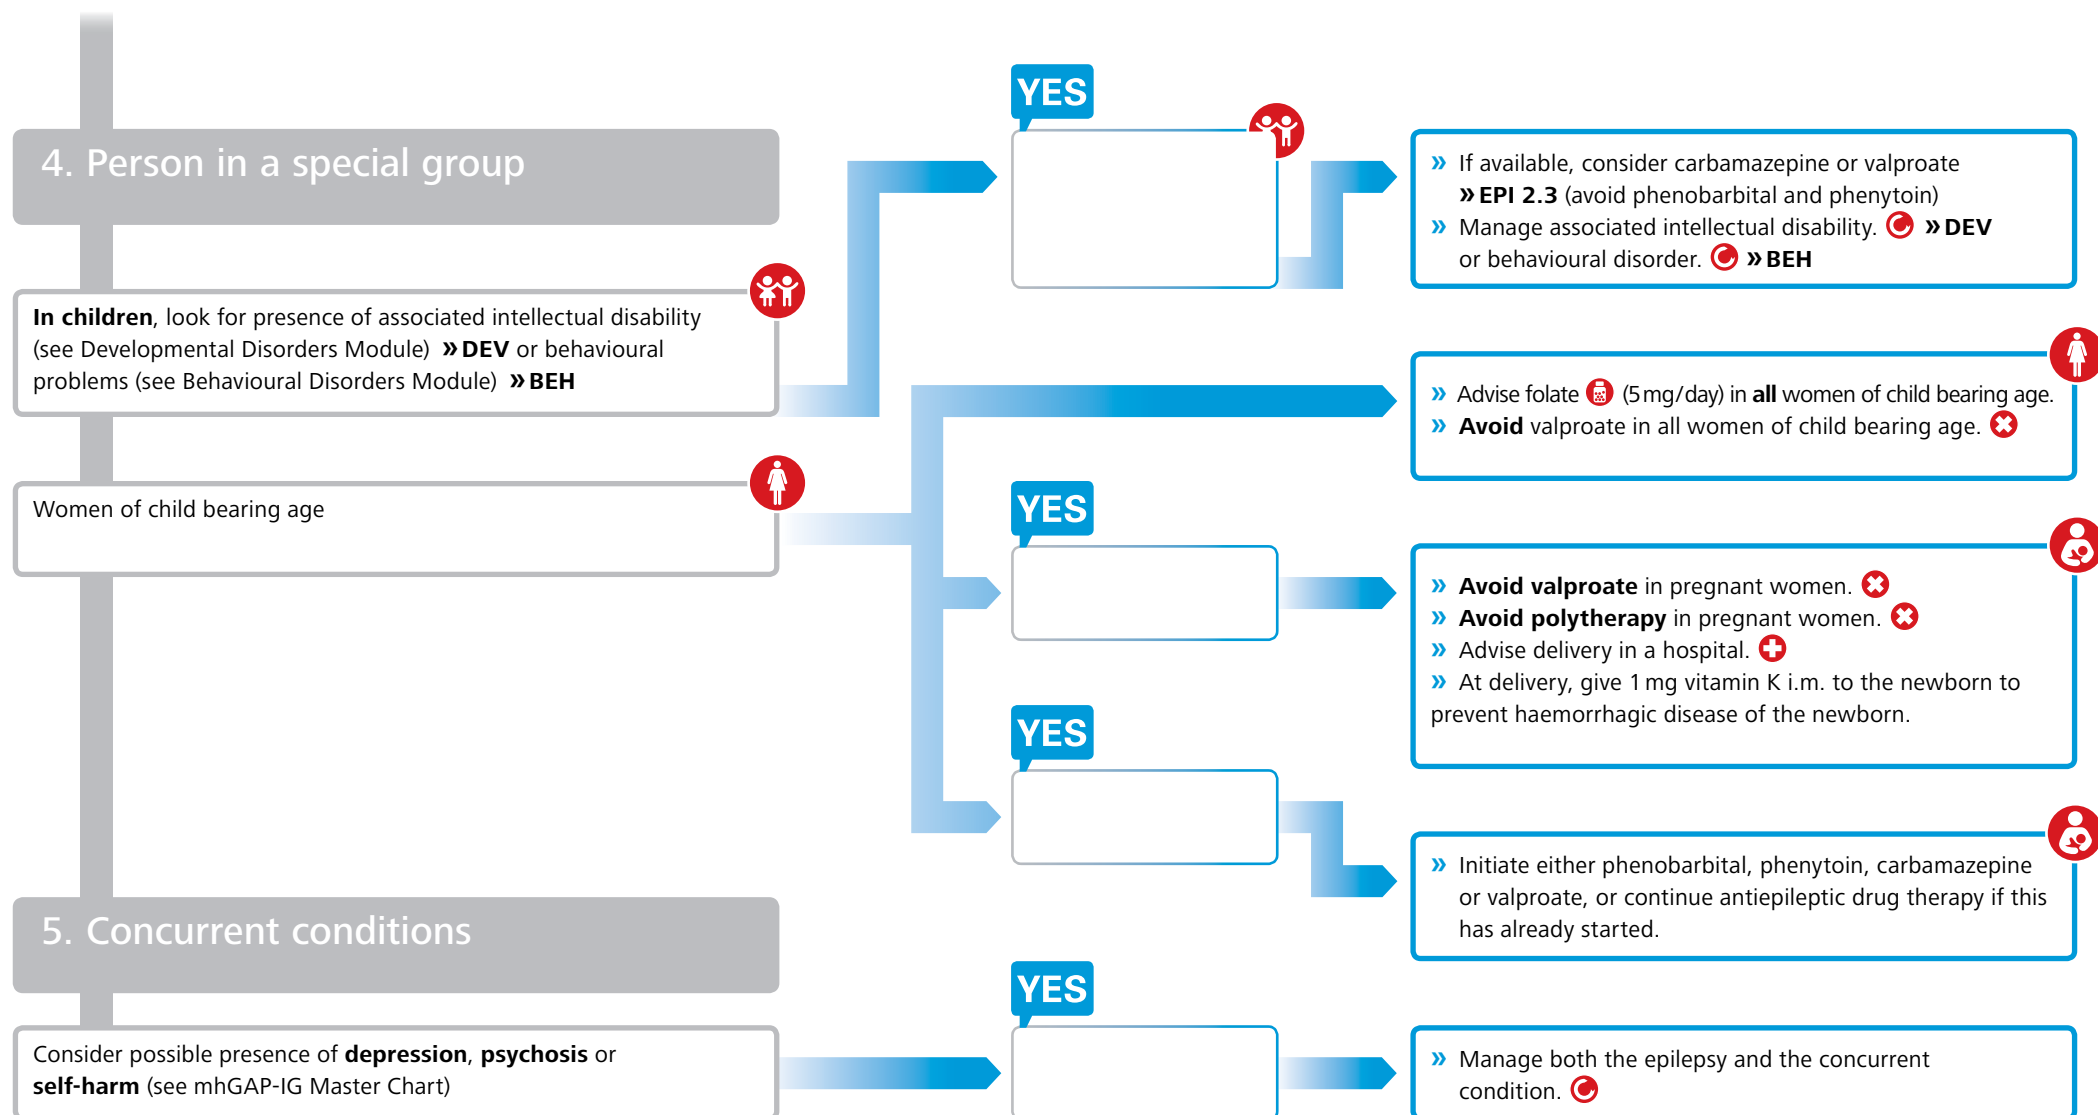 4. Person in a special group
In children, look for presence of associated intellectual disability
(see Developmental Disorders Module) » DEV or behavioural
problems (see Behavioural Disorders Module) » BEH
YES
» If available, consider carbamazepine or valproate
» EPI 2.3 (avoid phenobarbital and phenytoin)
» Manage associated intellectual disability. » DEV
or behavioural disorder. » BEH
Women of child bearing age
» Advise folate (5 mg/day) in all women of child bearing age.
» Avoid valproate in all women of child bearing age.
YES
» Avoid valproate in pregnant women.
» Avoid polytherapy in pregnant women.
» Advise delivery in a hospital.
» At delivery, give 1 mg vitamin K i.m. to the newborn to
prevent haemorrhagic disease of the newborn.
YES
» Initiate either phenobarbital, phenytoin, carbamazepine
or valproate, or continue antiepileptic drug therapy if this
has already started.
5. Concurrent conditions
Consider possible presence of depression, psychosis or
self-harm (see mhGAP-IG Master Chart)
YES
» Manage both the epilepsy and the concurrent
condition.